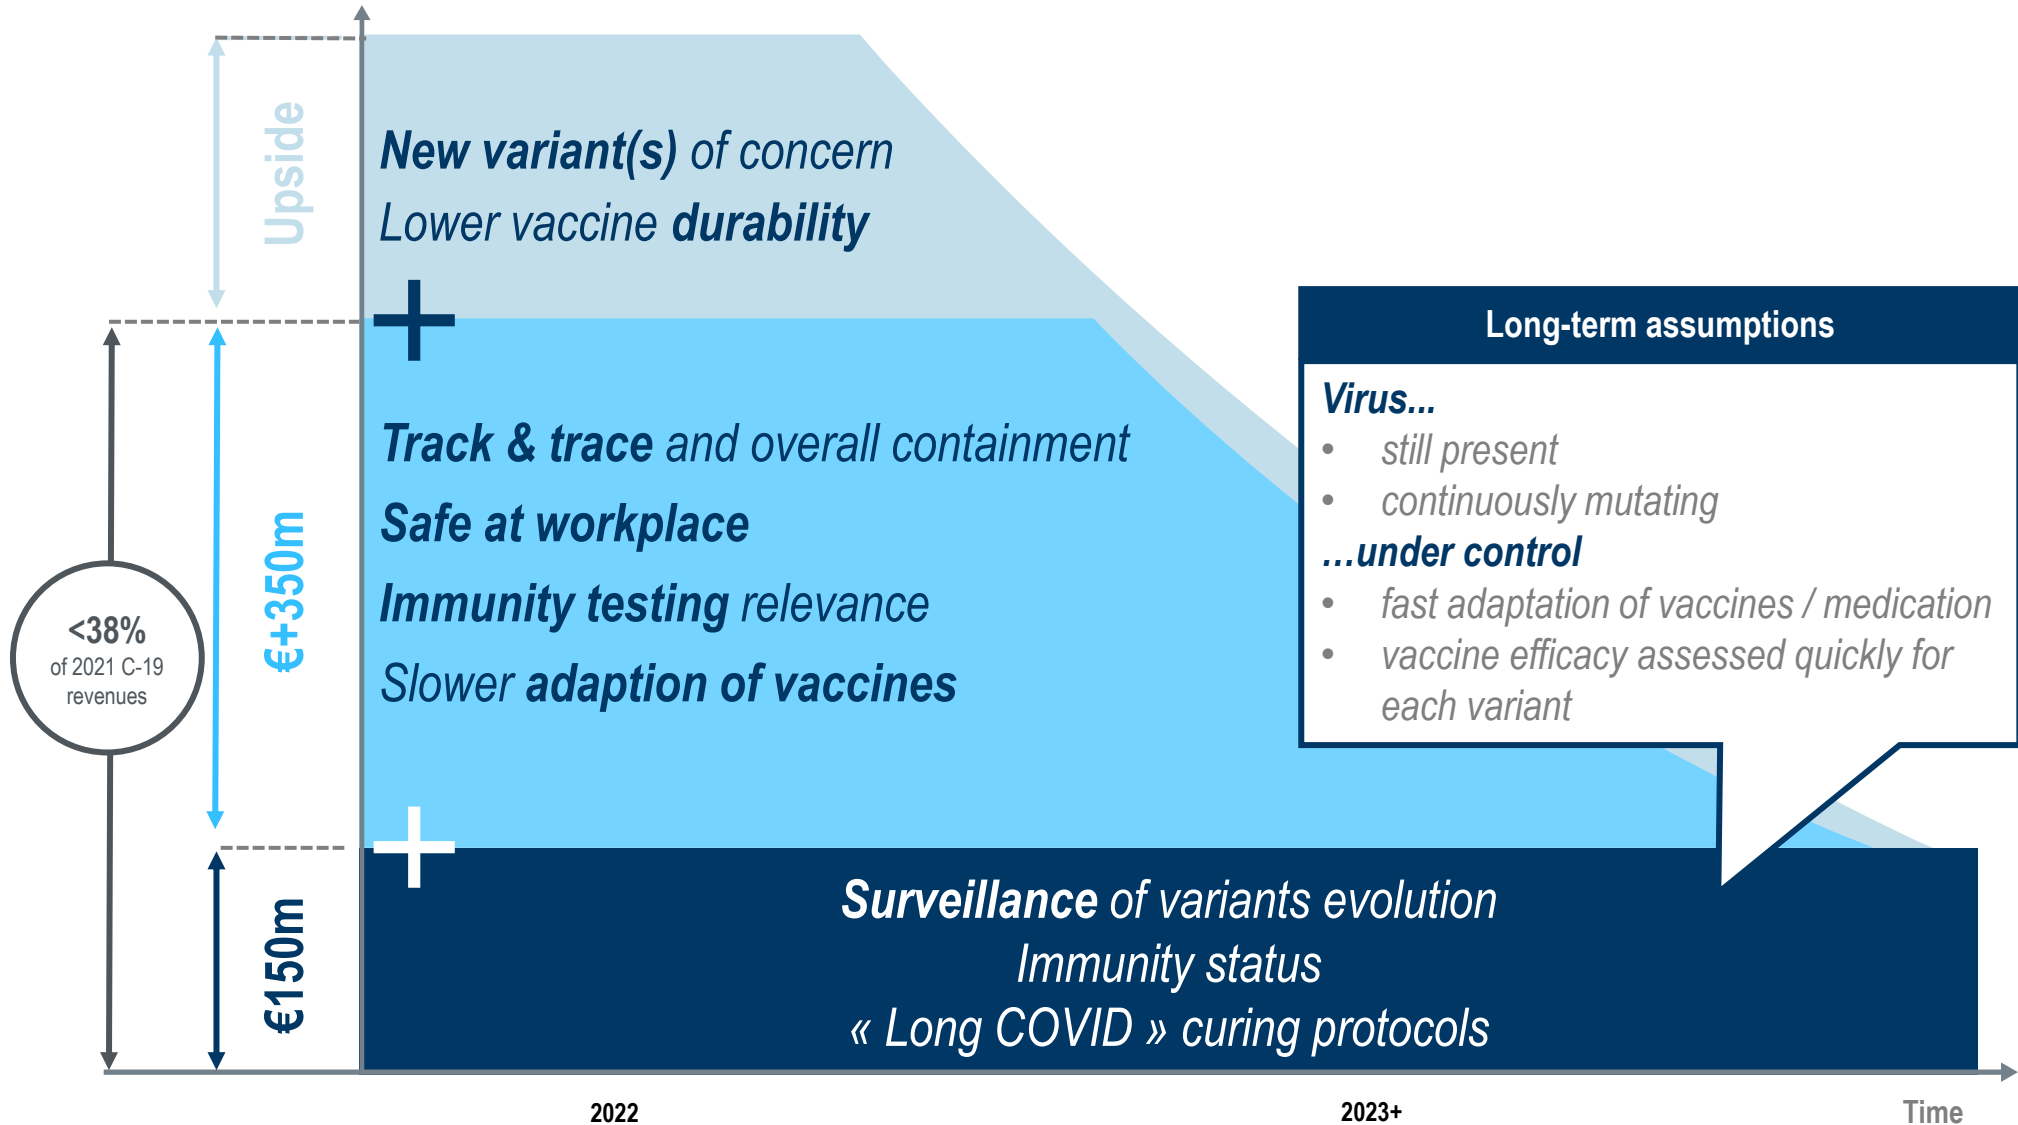 Upside
New variant(s) of concern
Lower vaccine durability
€+350m
Track & trace and overall containment
Safe at workplace
Immunity testing relevance
Slower adaption of vaccines
<38%
of 2021 C-19
revenues
Long-term assumptions
Virus...
• still present
• continuously mutating
...under control
• fast adaptation of vaccines / medication
• vaccine efficacy assessed quickly for
each variant
€150m
Surveillance of variants evolution
Immunity status
« Long COVID » curing protocols
2022
2023+
Time